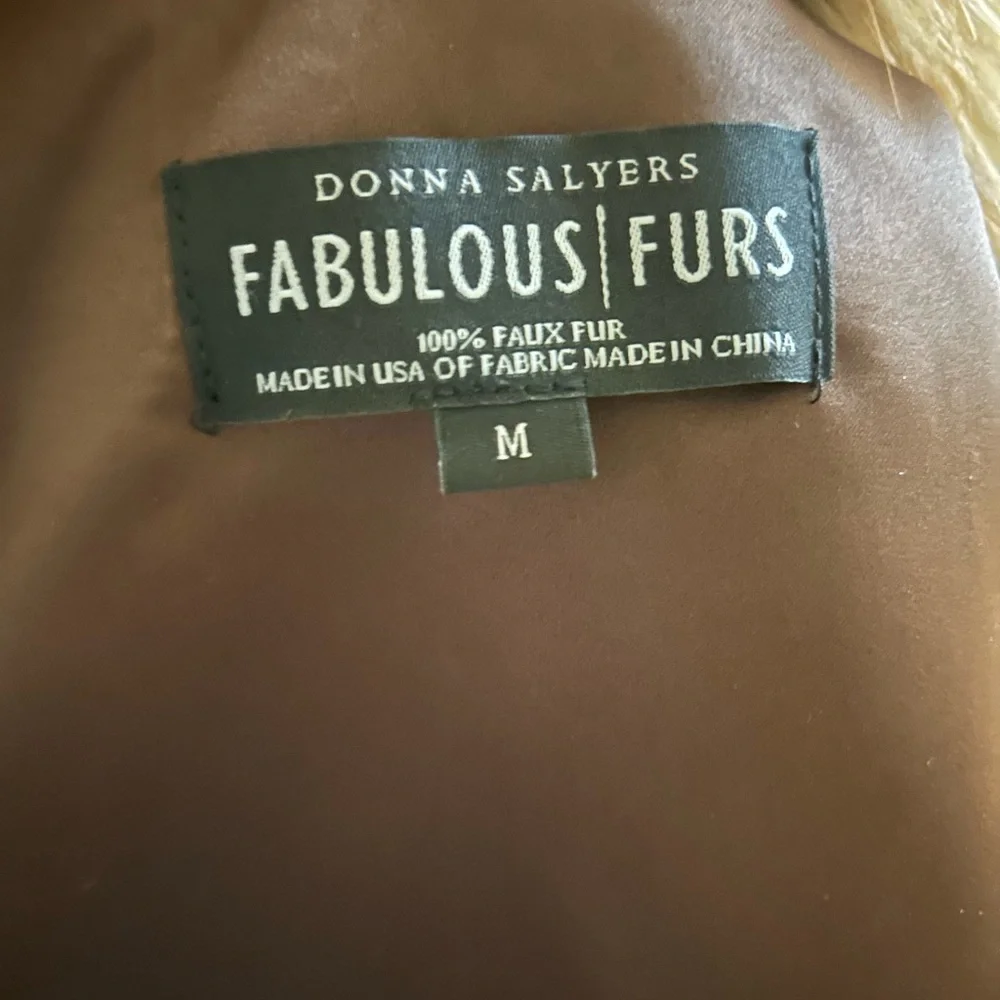 DONNA SALYERS
FABULOUS|FURS
100% FAUX FUR
MADE IN USA OF FABRIC MADE IN CHINA
M